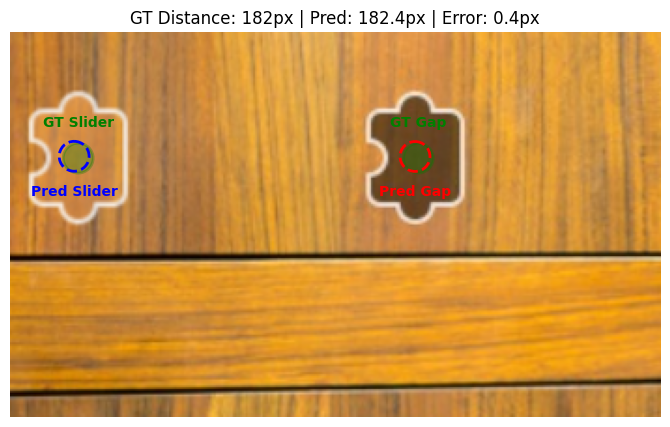 GT Distance: 182px | Pred: 182.4px | Error: 0.4px
GT Slider
GT Gap
Pred Slider
Pred Gap